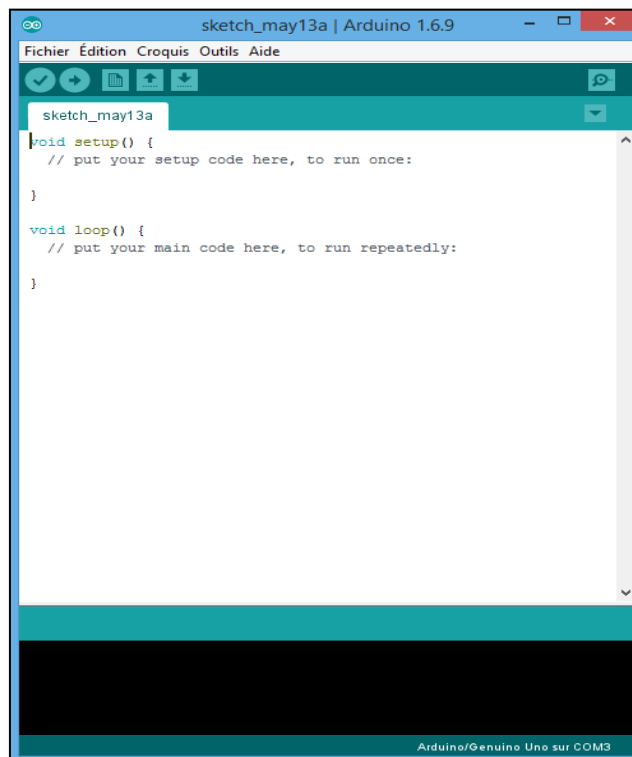 sketch_may13a | Arduino 1.6.9
Fichier Édition Croquis Outils Aide
sketch_may13a
void setup() {
  // put your setup code here, to run once:
}
void loop() {
  // put your main code here, to run repeatedly:
}
Arduino/Genuino Uno sur COM3